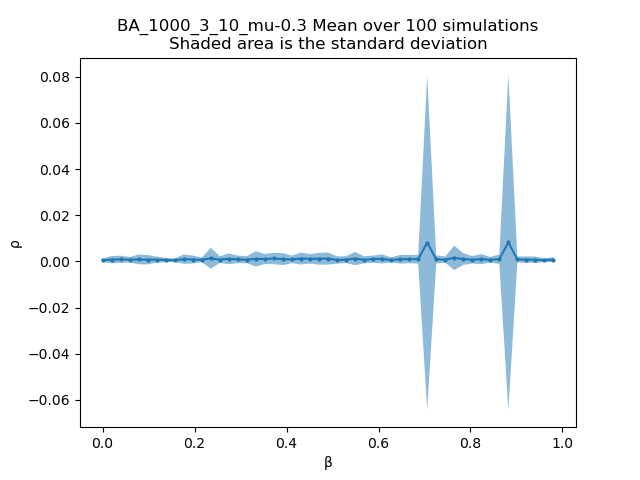 BA_1000_3_10_mu-0.3 Mean over 100 simulations
Shaded area is the standard deviation
0.08
0.06
0.04
0.02
0.00
−0.02
−0.04
−0.06
ρ
0.0 0.2 0.4 0.6 0.8 1.0
β